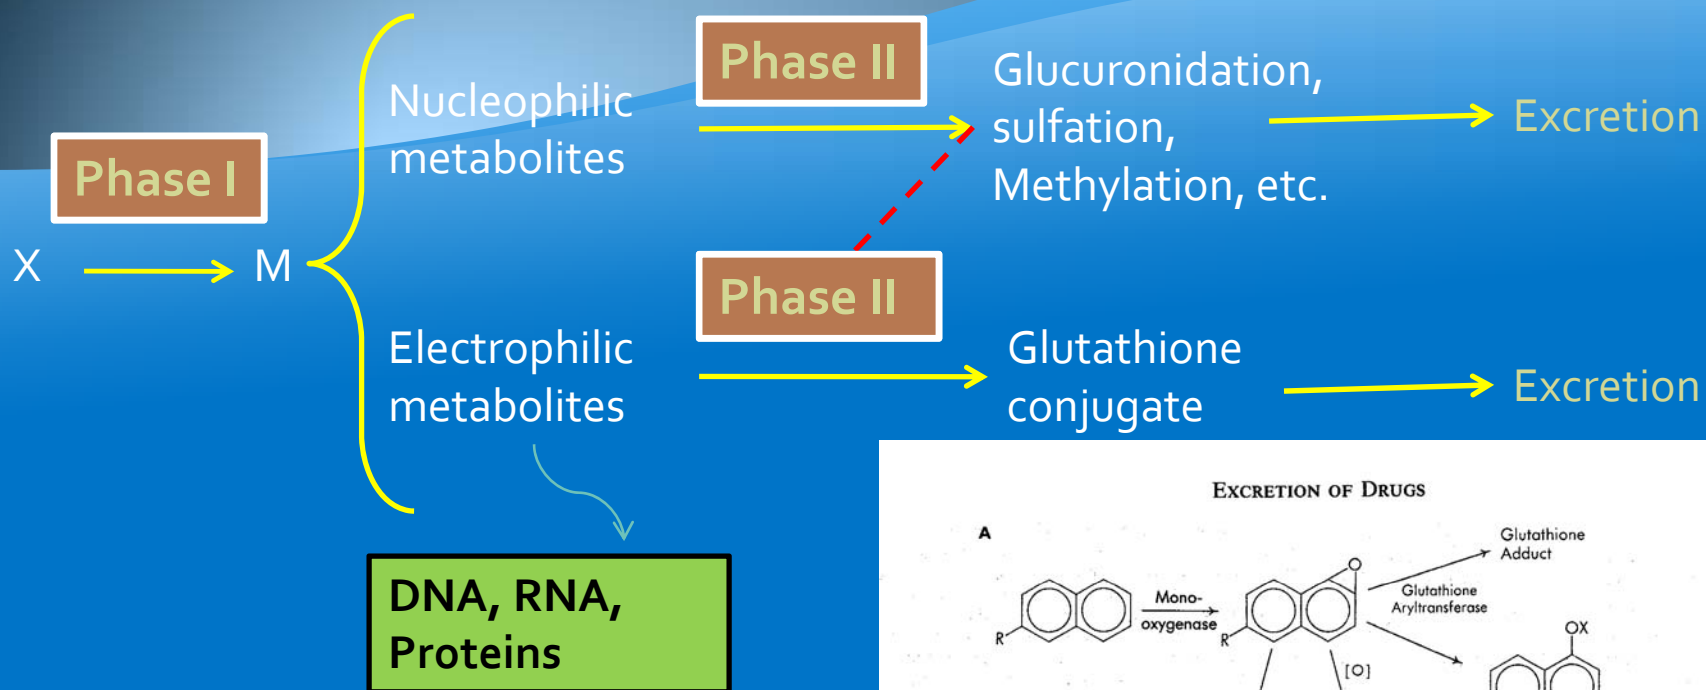 Phase I
X
M
Nucleophilic
metabolites
Phase II
Glucuronidation,
sulfation,
Methylation, etc.
Excretion
Electrophilic
metabolites
Phase II
Glutathione
conjugate
Excretion
DNA, RNA,
Proteins
EXCRETION OF DRUGS
A
R
Mono-
oxygenase
R
O
Glutathione
Adduct
Glutathione
Aryltransferase
[O]
OX